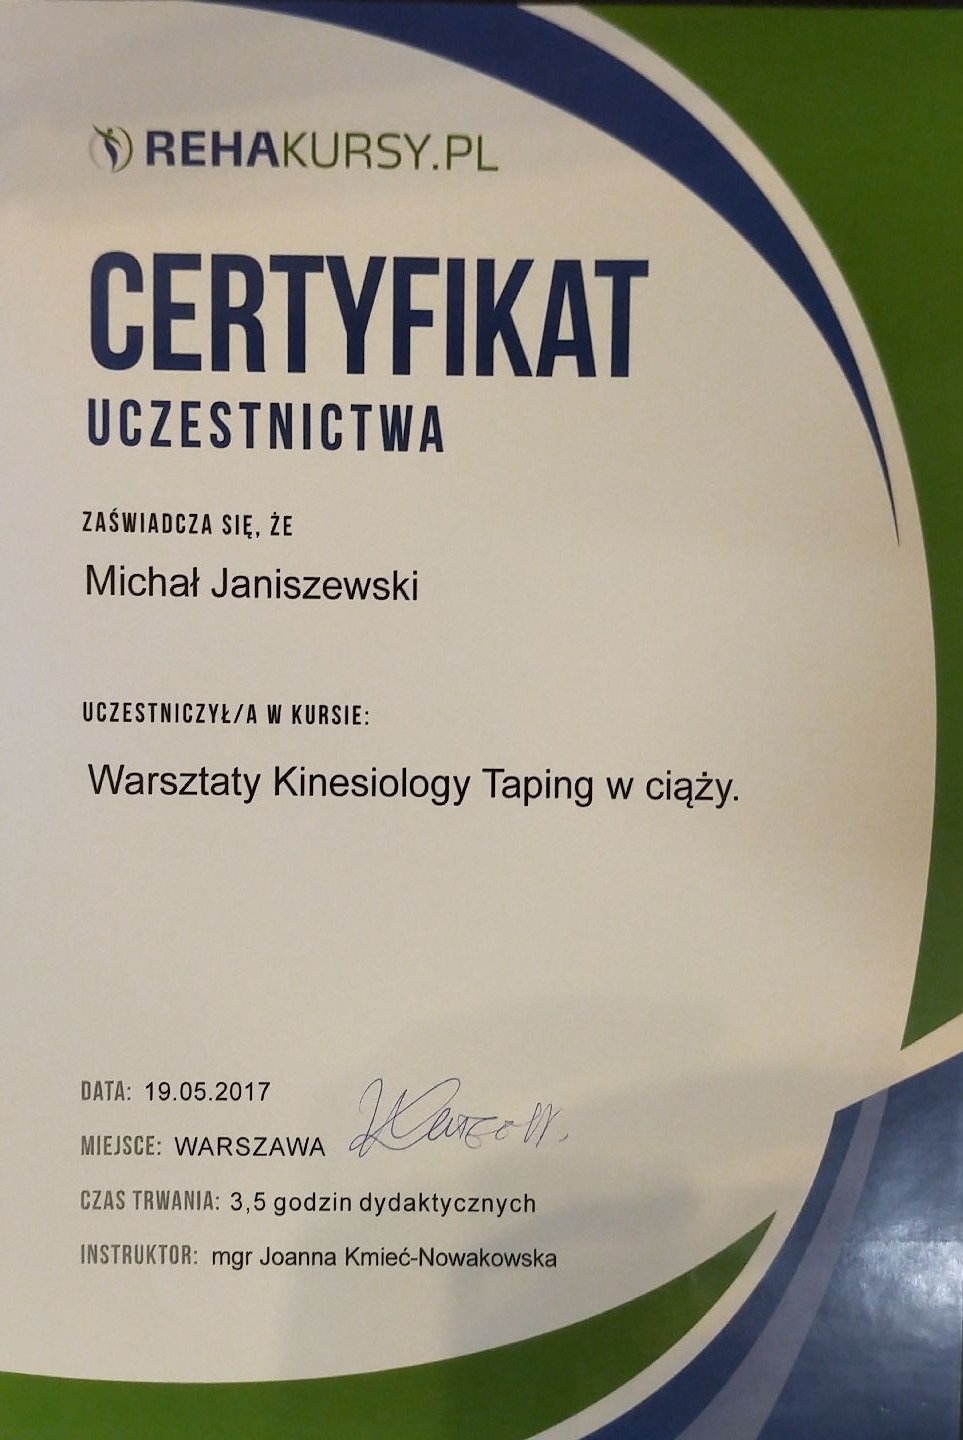 REHAKURSY.PL
CERTYFIKAT
UCZESTNICTWA
ZAŚWIADCZA SIĘ, ŻE
Michał Janiszewski
UCZESTNICZYŁ/A W KURSIE:
Warsztaty Kinesiology Taping w ciąży.
DATA: 19.05.2017
MIEJSCE: WARSZAWA
CZAS TRWANIA: 3,5 godzin dydaktycznych
INSTRUKTOR: mgr Joanna Kmieć-Nowakowska